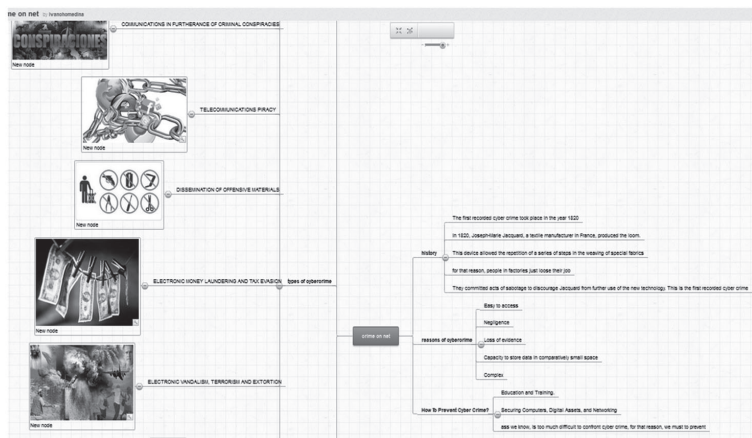 me on net by tvanohomedina
COMMUNICATIONS IN FURTHERANCE OF CRIMINAL CONSPIRACIES
CONSPIRACIONES
New node
TELECOMMUNICATIONS PIRACY
New node
DISSEMINATION OF OFFENSIVE MATERIALS
New node
ELECTRONIC MONEY LAUNDERING AND TAX EVASION
New node
ELECTRONIC VANDALISM, TERRORISM AND EXTORTION
New node
types of cybercrime
crime on net
history
The first recorded cyber crime took place in the year 1820
In 1820, Joseph-Marie Jacquard, a textile manufacturer in France, produced the loom.
This device allowed the repetition of a series of steps in the weaving of special fabrics
for that reason, people in factories just loose their job
They committed acts of sabotage to discourage Jacquard from further use of the new technology. This is the first recorded cyber crime
reasons of cybercrime
Easy to access
Negligence
Loss of evidence
Capacity to store data in comparatively small space
Complex
How To Prevent Cyber Crime?
Education and Training.
Securing Computers, Digital Assets, and Networking
ass we know, is too much difficult to confront cyber crime, for that reason, we must to prevent